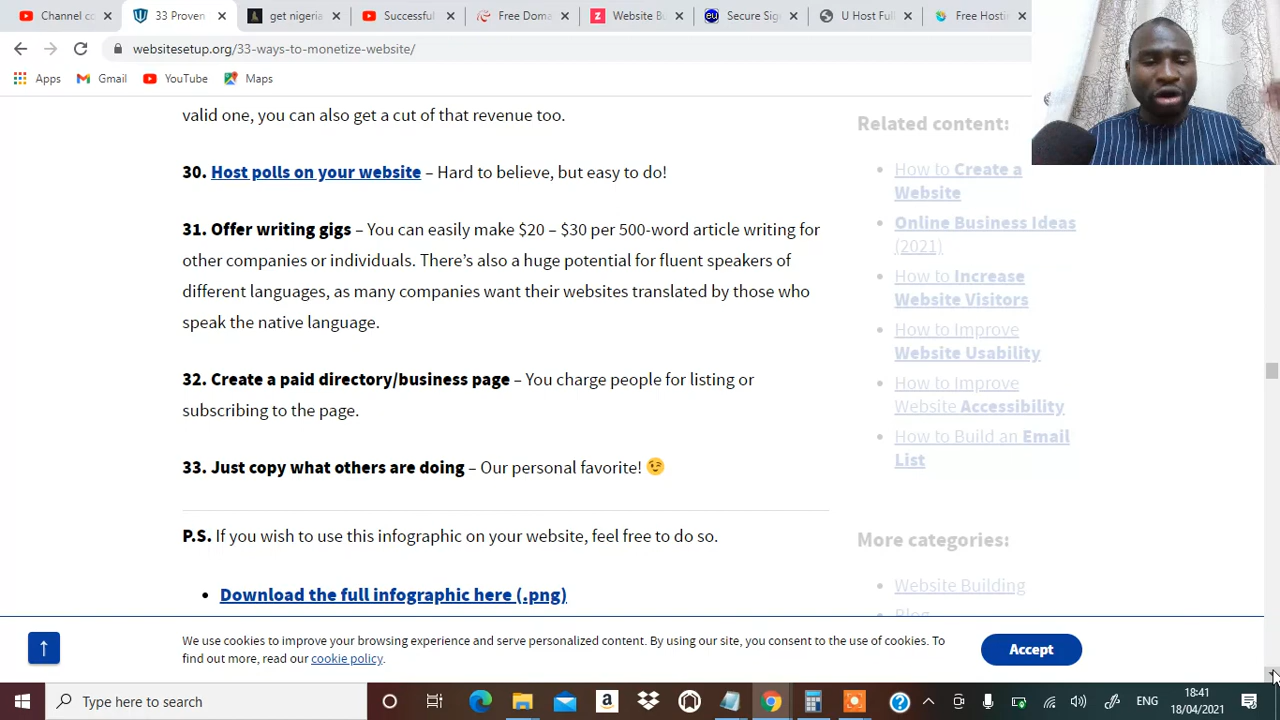 Channel co
33 Proven
get nigeria
Successful
Free Doma
Website Bu
Secure Sig
U Host Full
Free Hostin
websitesetup.org/33-ways-to-monetize-website/
Apps
Gmail
YouTube
Maps
valid one, you can also get a cut of that revenue too.
30. Host polls on your website – Hard to believe, but easy to do!
31. Offer writing gigs – You can easily make $20 – $30 per 500-word article writing for
other companies or individuals. There's also a huge potential for fluent speakers of
different languages, as many companies want their websites translated by those who
speak the native language.
32. Create a paid directory/business page – You charge people for listing or
subscribing to the page.
33. Just copy what others are doing – Our personal favorite! 😉
P.S. If you wish to use this infographic on your website, feel free to do so.
• Download the full infographic here (.png)
Related content:
• How to Create a
Website
• Online Business Ideas
(2021)
• How to Increase
Website Visitors
• How to Improve
Website Usability
• How to Improve
Website Accessibility
• How to Build an Email
List
More categories:
• Website Building
• Blog
We use cookies to improve your browsing experience and serve personalized content. By using our site, you consent to the use of cookies. To
find out more, read our cookie policy.
Accept
Type here to search
ENG
18:41
18/04/2021